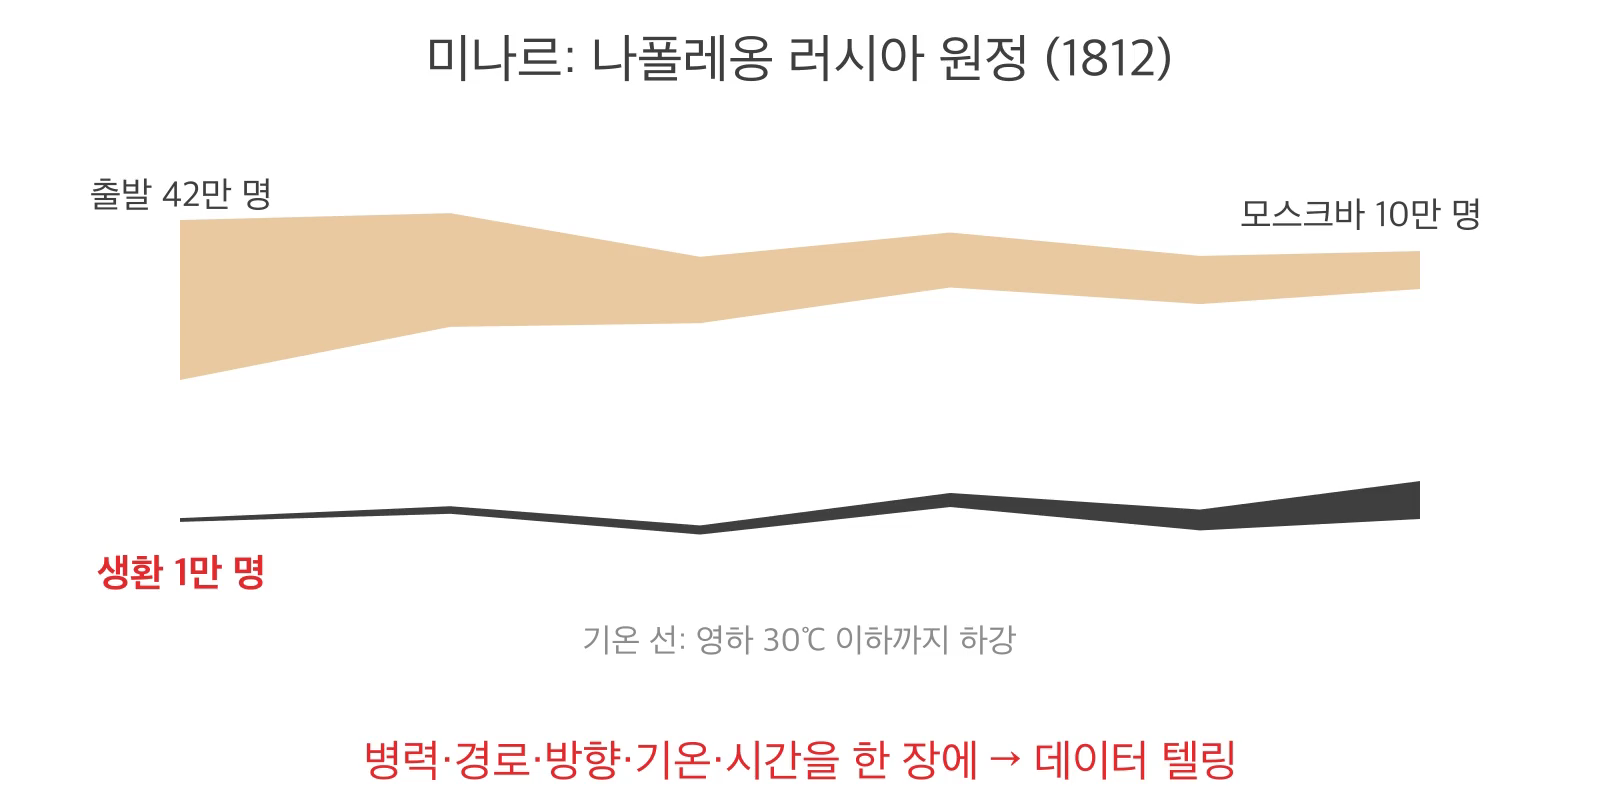 미나르: 나폴레옹 러시아 원정 (1812)
출발 42만 명
모스크바 10만 명
생환 1만 명
기온 선: 영하 30℃ 이하까지 하강
병력·경로·방향·기온·시간을 한 장에 → 데이터 텔링